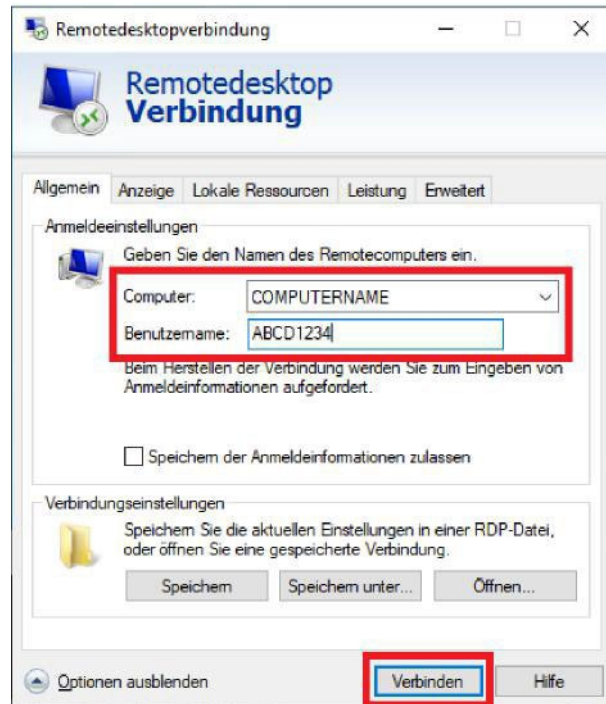 Remotedesktopverbindung
Remotedesktop
Verbindung
Allgemein Anzeige Lokale Ressourcen Leistung Erweitert
Anmeldeeinstellungen
Geben Sie den Namen des Remotecomputers ein.
Computer: COMPUTERNAME
Benutzername: ABCD1234
Beim Herstellen der Verbindung werden Sie zum Eingeben von
Anmeldeinformationen aufgefordert.
Speichern der Anmeldeinformationen zulassen
Verbindungseinstellungen
Speichern Sie die aktuellen Einstellungen in einer RDP-Datei,
oder öffnen Sie eine gespeicherte Verbindung.
Speichern Speichern unter... Öffnen...
Optionen ausblenden Verbinden Hilfe